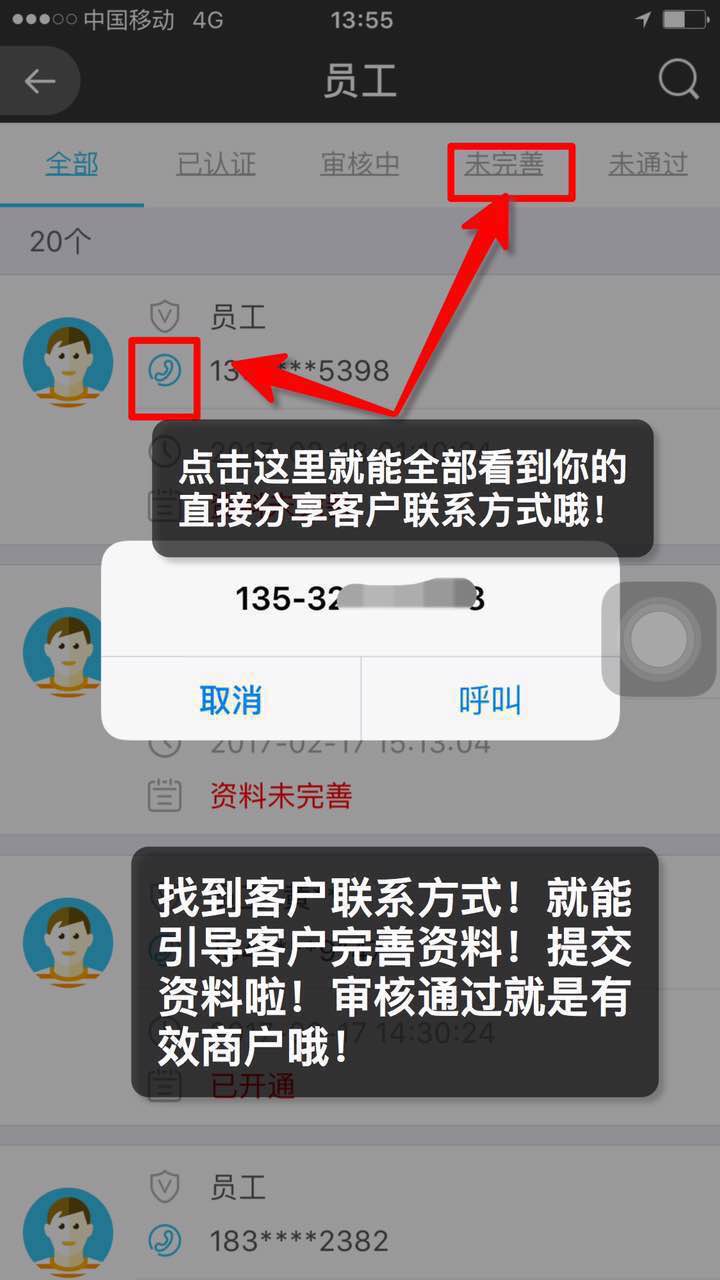 中国移动 4G 13:55
员工
全部 已认证 审核中 未完善 未通过
20个
员工
13 ***5398
点击这里就能全部看到你的
直接分享客户联系方式哦！
135-32
取消 呼叫
2017-02-17 15:13:04
资料未完善
找到客户联系方式！就能
引导客户完善资料！提交
资料啦！审核通过就是有
效商户哦！
17 14:30:24
已开通
员工
183****2382